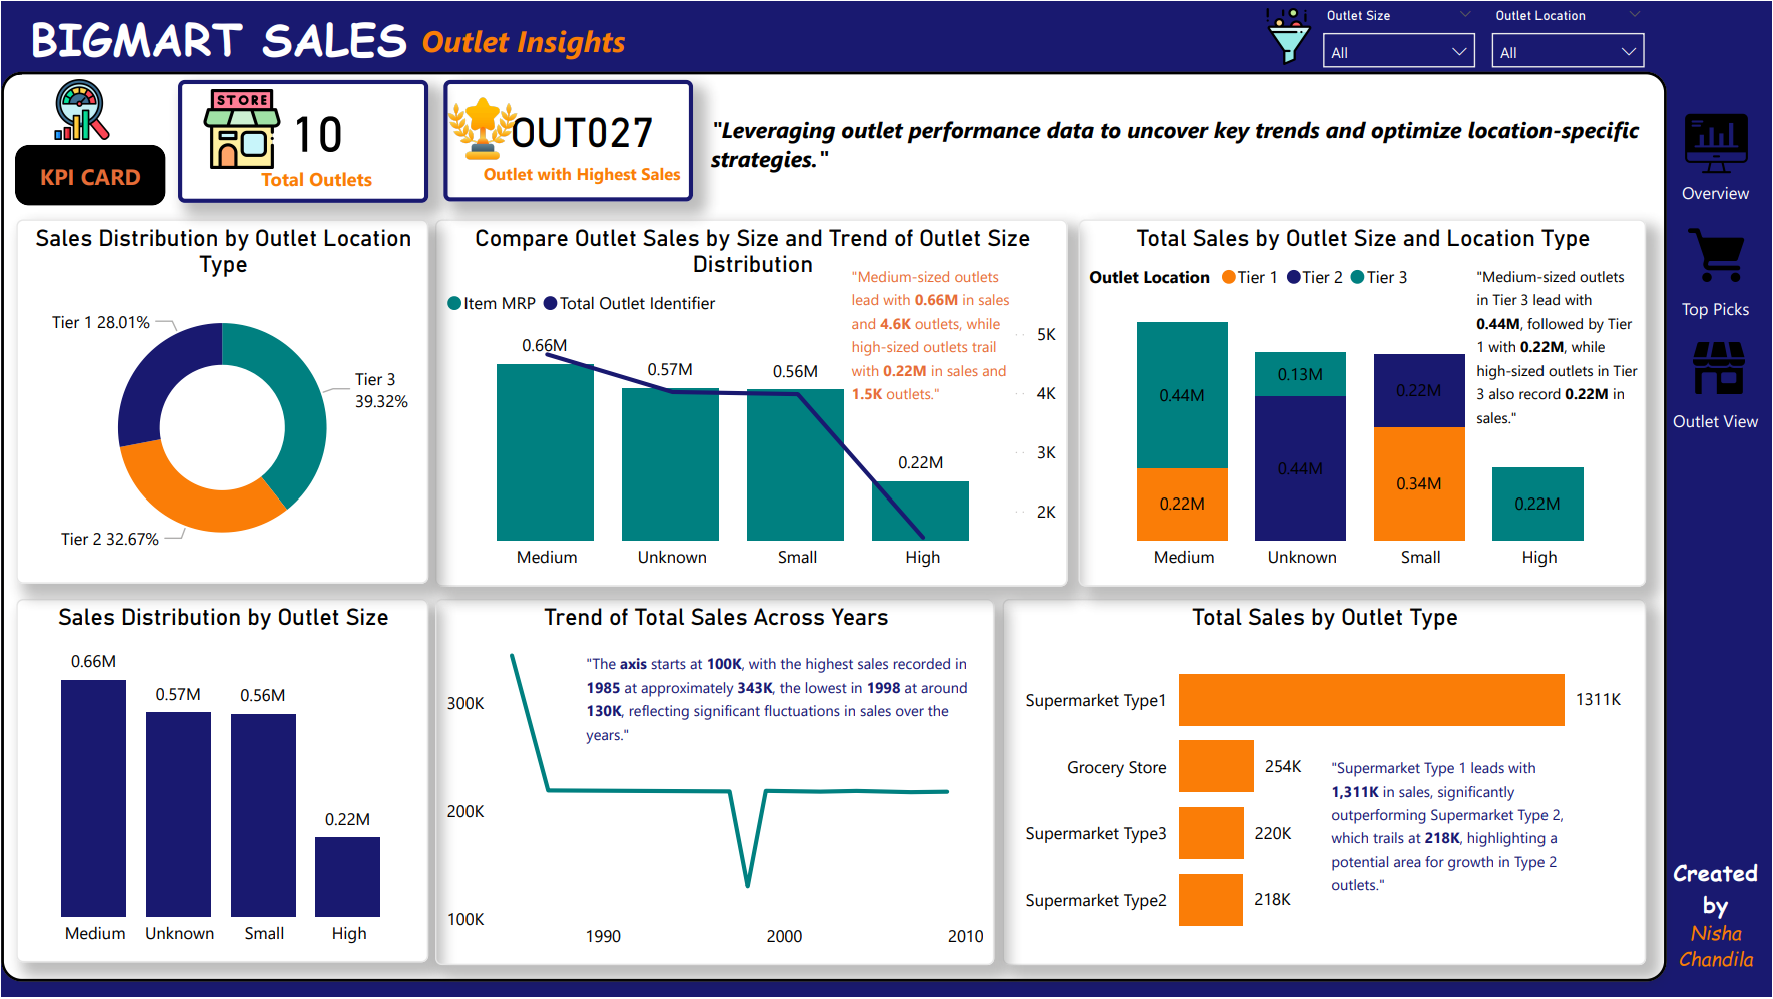 BIGMART SALES Outlet Insights
Outlet Size
All
Outlet Location
All
KPI CARD
STORE
10
Total Outlets
OUT027
Outlet with Highest Sales
"Leveraging outlet performance data to uncover key trends and optimize location-specific
strategies."
Overview
Top Picks
Outlet View
Created
by
Nisha
Chandila
Sales Distribution by Outlet Location
Type
Tier 1 28.01%
Tier 3
39.32%
Tier 2 32.67%
Compare Outlet Sales by Size and Trend of Outlet Size
Distribution
Item MRP Total Outlet Identifier
"Medium-sized outlets
lead with 0.66M in sales
and 4.6K outlets, while
high-sized outlets trail
with 0.22M in sales and
1.5K outlets."
0.66M
0.57M
0.56M
0.22M
5K
4K
3K
2K
Medium
Unknown
Small
High
Total Sales by Outlet Size and Location Type
Outlet Location Tier 1 Tier 2 Tier 3
"Medium-sized outlets
in Tier 3 lead with
0.44M, followed by Tier
1 with 0.22M, while
high-sized outlets in Tier
3 also record 0.22M in
sales."
0.44M
0.22M
0.13M
0.44M
0.22M
0.34M
0.22M
Medium
Unknown
Small
High
Sales Distribution by Outlet Size
0.66M
0.57M
0.56M
0.22M
Medium
Unknown
Small
High
Trend of Total Sales Across Years
"The axis starts at 100K, with the highest sales recorded in
1985 at approximately 343K, the lowest in 1998 at around
130K, reflecting significant fluctuations in sales over the
years."
300K
200K
100K
1990
2000
2010
Total Sales by Outlet Type
Supermarket Type1
1311K
Grocery Store
254K
Supermarket Type3
220K
Supermarket Type2
218K
"Supermarket Type 1 leads with
1,311K in sales, significantly
outperforming Supermarket Type 2,
which trails at 218K, highlighting a
potential area for growth in Type 2
outlets."